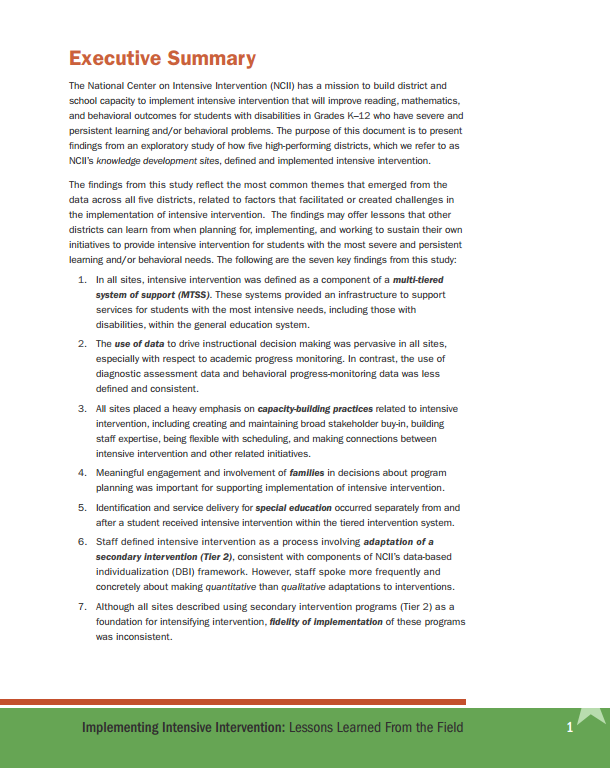 Executive Summary
The National Center on Intensive Intervention (NCII) has a mission to build district and
school capacity to implement intensive intervention that will improve reading, mathematics,
and behavioral outcomes for students with disabilities in Grades K–12 who have severe and
persistent learning and/or behavioral problems. The purpose of this document is to present
findings from an exploratory study of how five high-performing districts, which we refer to as
NCII's knowledge development sites, defined and implemented intensive intervention.
The findings from this study reflect the most common themes that emerged from the
data across all five districts, related to factors that facilitated or created challenges in
the implementation of intensive intervention. The findings may offer lessons that other
districts can learn from when planning for, implementing, and working to sustain their own
initiatives to provide intensive intervention for students with the most severe and persistent
learning and/or behavioral needs. The following are the seven key findings from this study:
1. In all sites, intensive intervention was defined as a component of a multi-tiered
system of support (MTSS). These systems provided an infrastructure to support
services for students with the most intensive needs, including those with
disabilities, within the general education system.
2. The use of data to drive instructional decision making was pervasive in all sites,
especially with respect to academic progress monitoring. In contrast, the use of
diagnostic assessment data and behavioral progress-monitoring data was less
defined and consistent.
3. All sites placed a heavy emphasis on capacity-building practices related to intensive
intervention, including creating and maintaining broad stakeholder buy-in, building
staff expertise, being flexible with scheduling, and making connections between
intensive intervention and other related initiatives.
4. Meaningful engagement and involvement of families in decisions about program
planning was important for supporting implementation of intensive intervention.
5. Identification and service delivery for special education occurred separately from and
after a student received intensive intervention within the tiered intervention system.
6. Staff defined intensive intervention as a process involving adaptation of a
secondary intervention (Tier 2), consistent with components of NCII's data-based
individualization (DBI) framework. However, staff spoke more frequently and
concretely about making quantitative than qualitative adaptations to interventions.
7. Although all sites described using secondary intervention programs (Tier 2) as a
foundation for intensifying intervention, fidelity of implementation of these programs
was inconsistent.
Implementing Intensive Intervention: Lessons Learned From the Field 1